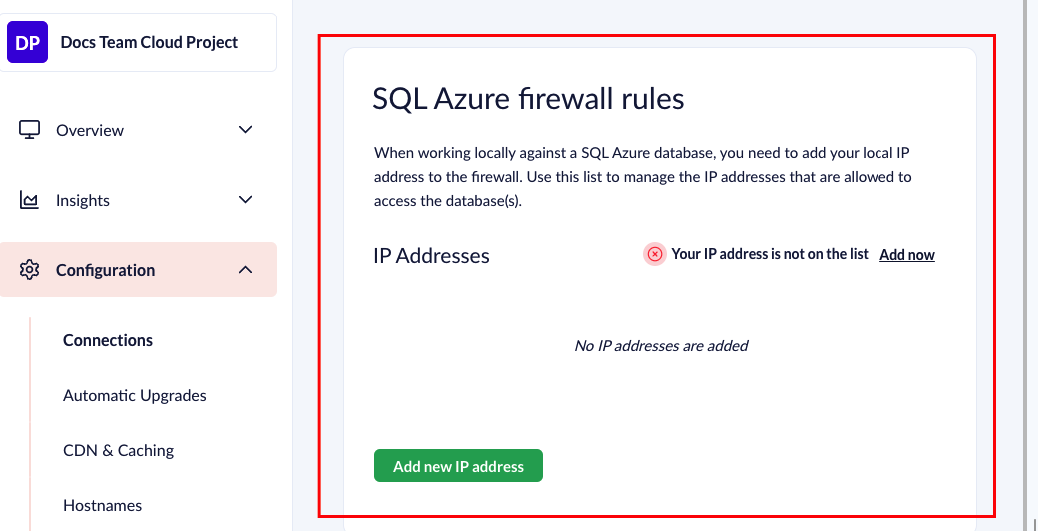 DP Docs Team Cloud Project
Overview
Insights
Configuration
Connections
Automatic Upgrades
CDN & Caching
Hostnames
SQL Azure firewall rules
When working locally against a SQL Azure database, you need to add your local IP
address to the firewall. Use this list to manage the IP addresses that are allowed to
access the database(s).
IP Addresses
Your IP address is not on the list Add now
No IP addresses are added
Add new IP address